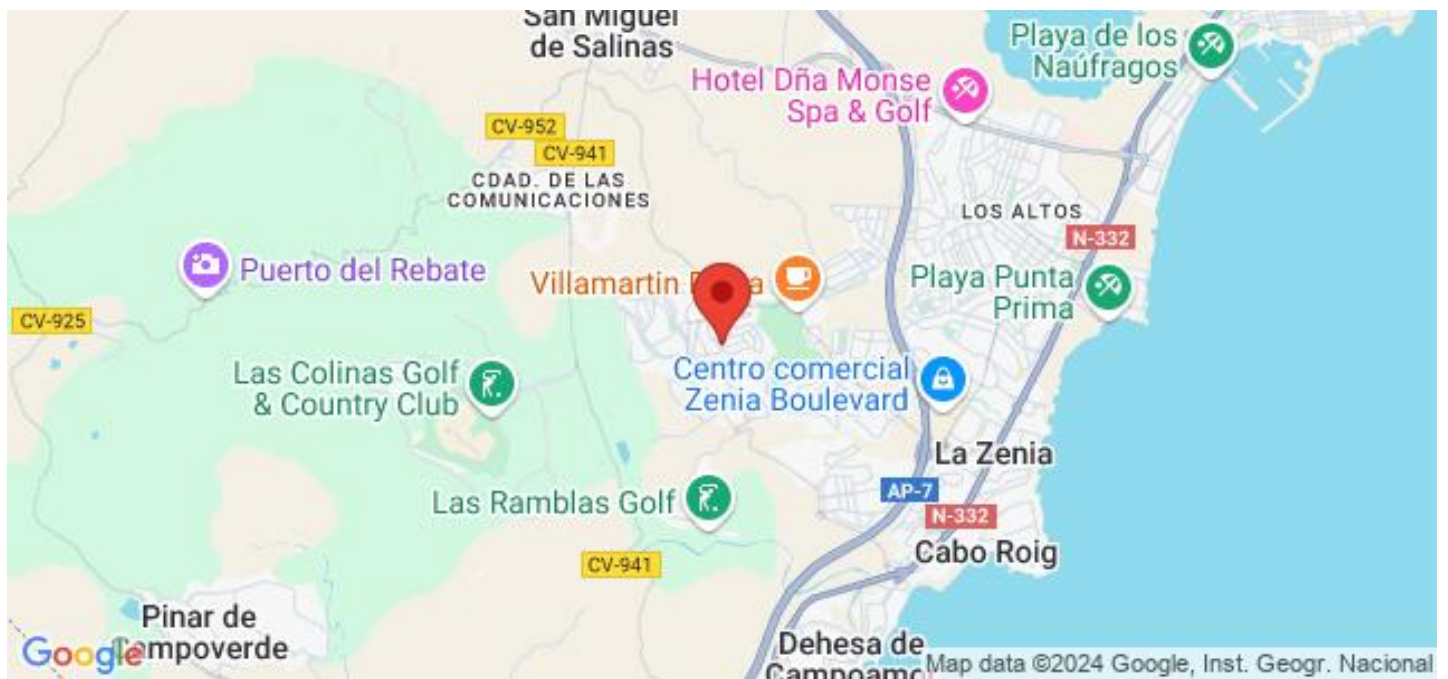 San Miguel
de Salinas
Playa de los
Naúfragos
Hotel Dña Monse
Spa & Golf
CV-952
CV-941
CDAD. DE LAS
COMUNICACIONES
LOS ALTOS
N-332
Puerto del Rebate
Villamartin
Playa Punta
Prima
CV-925
Las Colinas Golf
& Country Club
Centro comercial
Zenia Boulevard
La Zenia
Las Ramblas Golf
AP-7
N-332
Cabo Roig
CV-941
Pinar de
Campoverde
Google
Dehesa de
Campoamor
Map data ©2024 Google, Inst. Geogr. Nacional